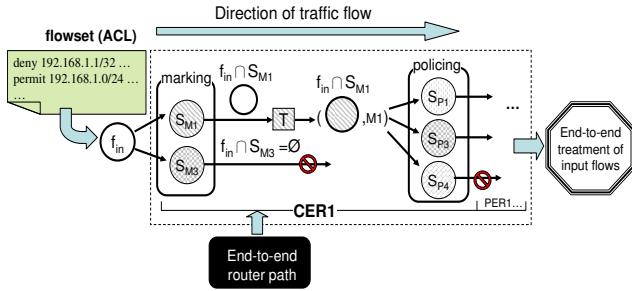 Direction of traffic flow
flowset (ACL)
deny 192.168.1.1/32 ...
permit 192.168.1.0/24 ...
...
f_in
marking
S_M1
S_M3
f_in ∩ S_M1
T
f_in ∩ S_M1
( , M1)
f_in ∩ S_M3 =Ø
policing
S_P1
S_P3
S_P4
...
End-to-end
treatment of
input flows
CER1
PER1...
End-to-end
router path